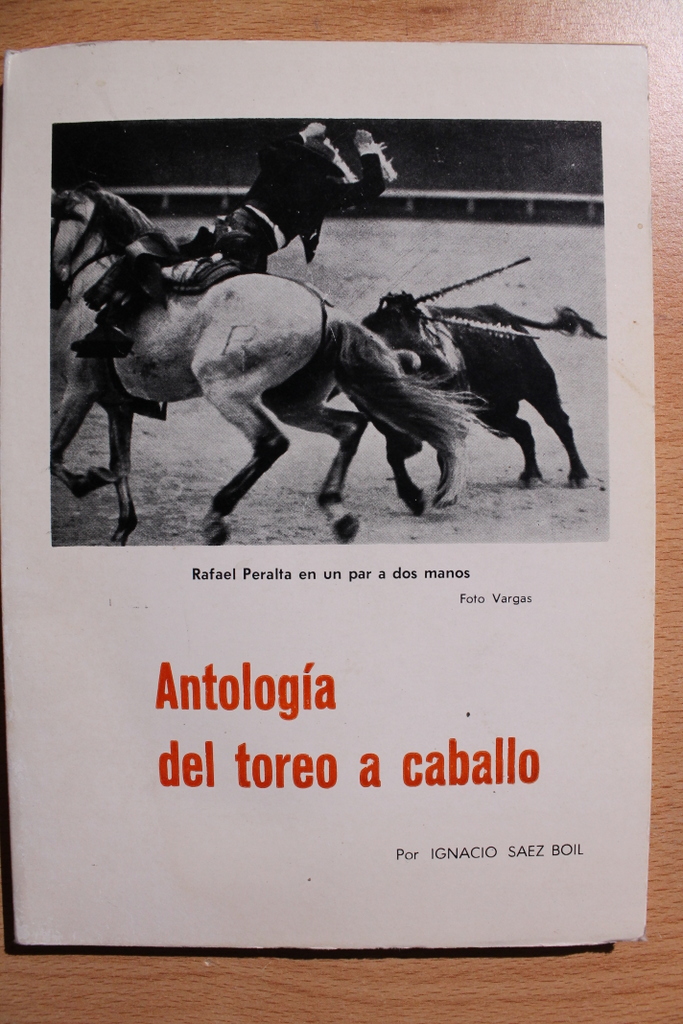 Rafael Peralta en un par a dos manos
Foto Vargas
Antología
del toreo a caballo
Por IGNACIO SAEZ BOIL